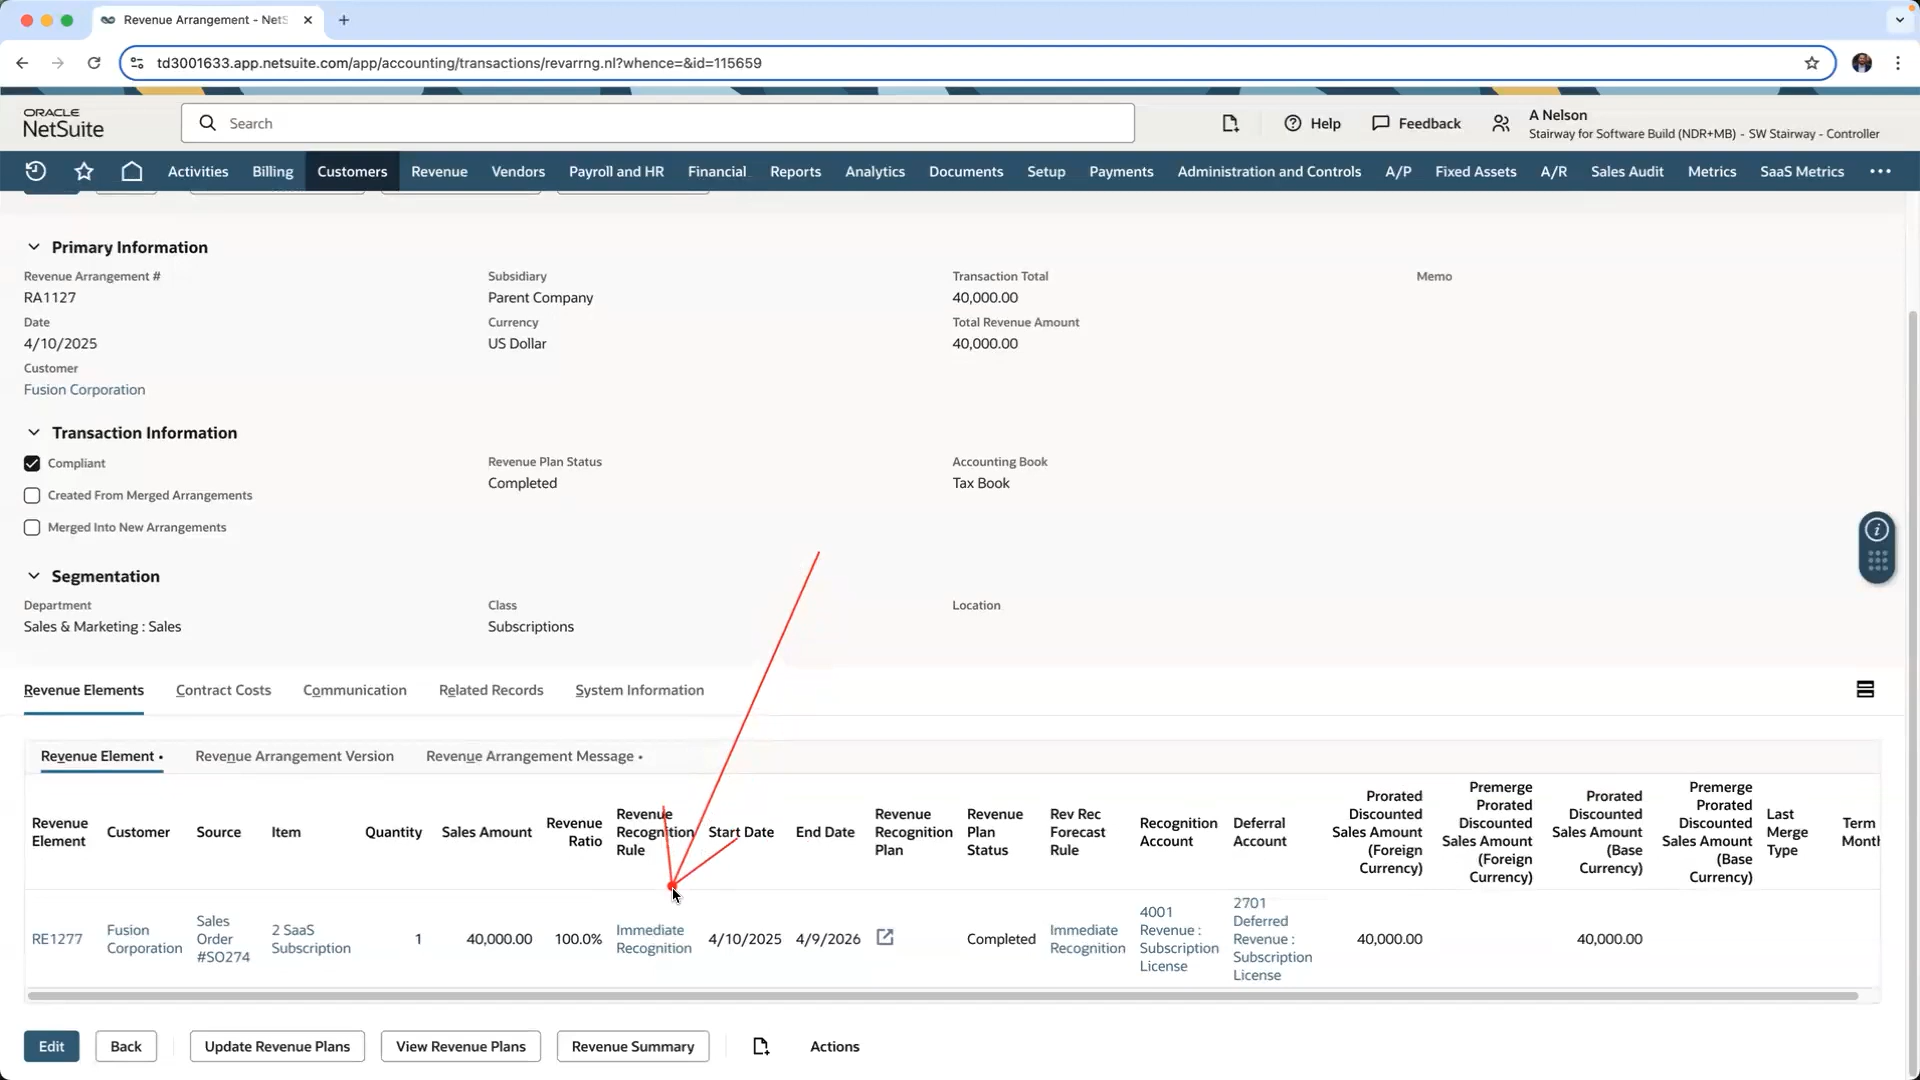 Revenue Arrangement - NetS
td3001633.app.netsuite.com/app/accounting/transactions/revarrng.nl?whence=&id=115659
ORACLE
NetSuite
Search
Help
Feedback
A Nelson
Stairway for Software Build (NDR+MB) - SW Stairway - Controller
Activities Billing Customers Revenue Vendors Payroll and HR Financial Reports Analytics Documents Setup Payments Administration and Controls A/P Fixed Assets A/R Sales Audit Metrics SaaS Metrics
Primary Information
Revenue Arrangement #
RA1127
Date
4/10/2025
Customer
Fusion Corporation
Subsidiary
Parent Company
Currency
US Dollar
Transaction Total
40,000.00
Total Revenue Amount
40,000.00
Memo
Transaction Information
Compliant
Created From Merged Arrangements
Merged Into New Arrangements
Revenue Plan Status
Completed
Accounting Book
Tax Book
Segmentation
Department
Sales & Marketing : Sales
Class
Subscriptions
Location
Revenue Elements Contract Costs Communication Related Records System Information
Revenue Element • Revenue Arrangement Version Revenue Arrangement Message •
Revenue
Element
Customer
Source
Item
Quantity
Sales Amount
Revenue
Ratio
Revenue
Recognition
Rule
Start Date
End Date
Revenue
Recognition
Plan
Revenue
Plan
Status
Rev Rec
Forecast
Rule
Recognition
Account
Deferral
Account
Prorated
Discounted
Sales Amount
(Foreign
Currency)
Premerge
Prorated
Discounted
Sales Amount
(Foreign
Currency)
Prorated
Discounted
Sales Amount
(Base
Currency)
Premerge
Prorated
Discounted
Sales Amount
(Base
Currency)
Last
Merge
Type
Term
Month
RE1277
Fusion
Corporation
Sales
Order
#SO274
2 SaaS
Subscription
1
40,000.00
100.0%
Immediate
Recognition
4/10/2025
4/9/2026
Completed
Immediate
Recognition
4001
Revenue :
Subscription
License
2701
Deferred
Revenue :
Subscription
License
40,000.00
40,000.00
Edit
Back
Update Revenue Plans
View Revenue Plans
Revenue Summary
Actions